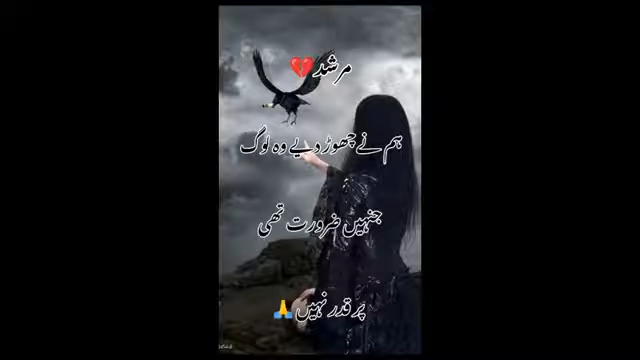 مرشد💔
ہم نے چھوڑ دیے وہ لوگ
جنہیں ضرورت تھی
پر قدر نہیں🙏